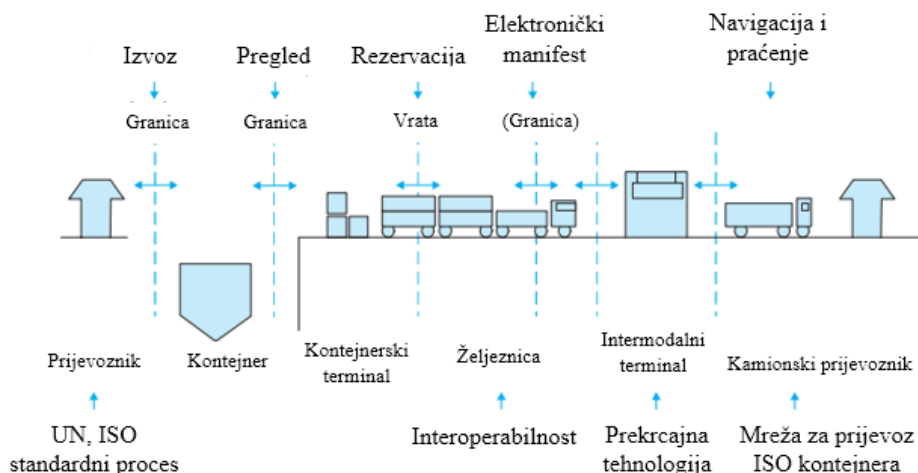 Izvoz
Pregled
Rezervacija
Elektronički
manifest
Navigacija i
praćenje
Granica
Granica
Vrata
(Granica)
Prijevoznik
Kontejner
Kontejnerski
terminal
Željeznica
Intermodalni
terminal
Kamionski prijevoznik
UN, ISO
standardni proces
Interoperabilnost
Prekrcajna
tehnologija
Mreža za prijevoz
ISO kontejnera